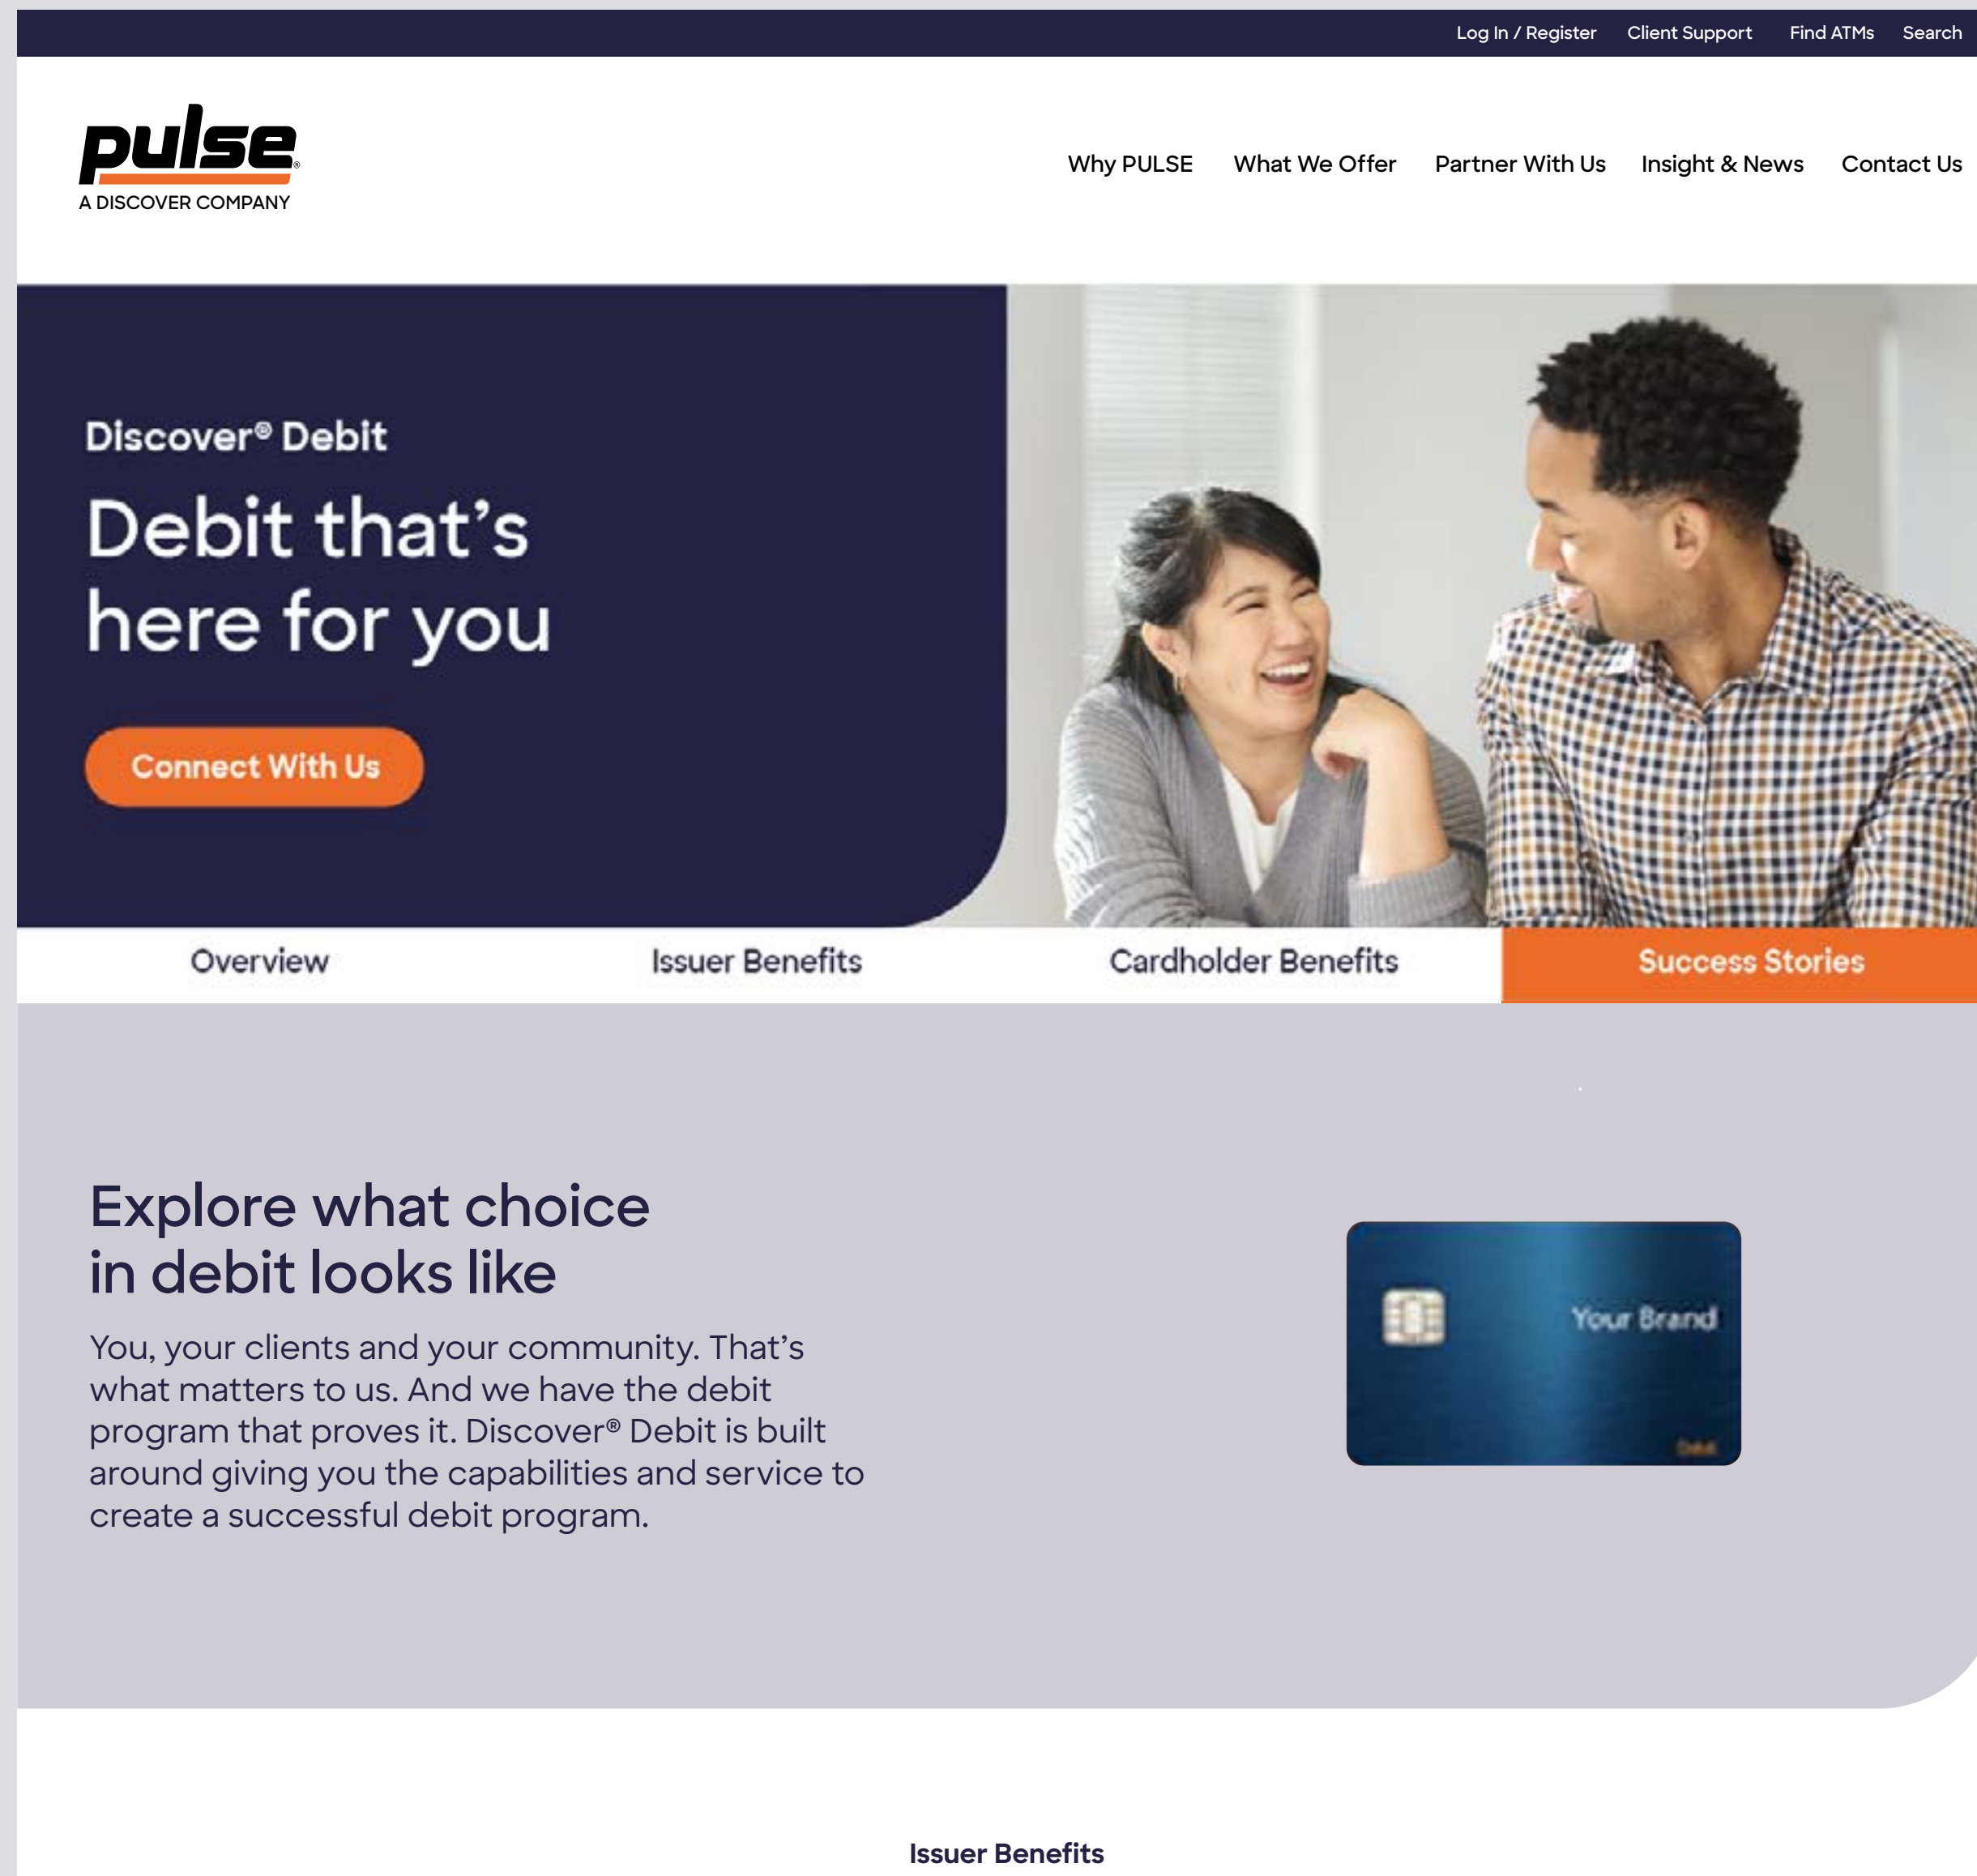 Log In / Register Client Support Find ATMs Search
pulse®
A DISCOVER COMPANY
Why PULSE What We Offer Partner With Us Insight & News Contact Us
Discover® Debit
Debit that’s
here for you
Connect With Us
Overview Issuer Benefits Cardholder Benefits Success Stories
Explore what choice
in debit looks like
You, your clients and your community. That’s
what matters to us. And we have the debit
program that proves it. Discover® Debit is built
around giving you the capabilities and service to
create a successful debit program.
Your Brand
Debit
Issuer Benefits